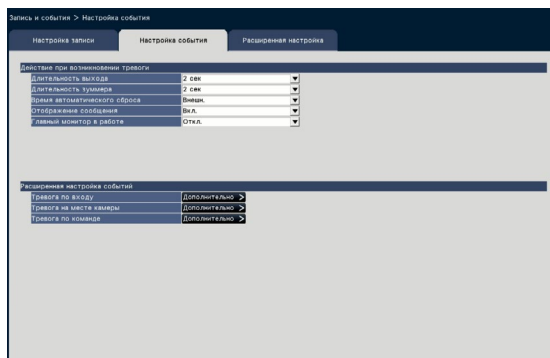 Запись и события > Настройка события
Настройка записи Настройка события Расширенная настройка
Действие при возникновении тревоги
Длительность выхода 2 сек
Длительность зуммера 2 сек
Время автоматического сброса Внешн.
Отображение сообщения Вкл.
Главный монитор в работе Откл.
Расширенная настройка событий
Тревога по входу Дополнительно >
Тревога на месте камеры Дополнительно >
Тревога по команде Дополнительно >